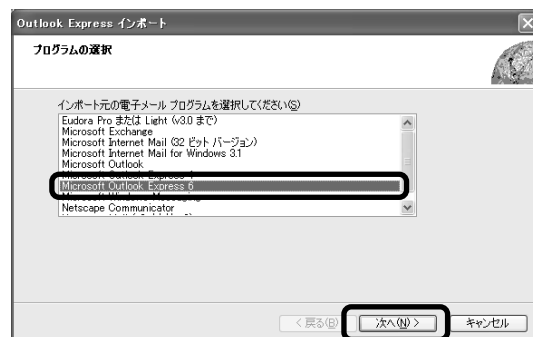 Outlook Express インポート
プログラムの選択
インポート元の電子メール プログラムを選択してください(S)
Eudora Pro または Light (v3.0 まで)
Microsoft Exchange
Microsoft Internet Mail (32 ビット バージョン)
Microsoft Internet Mail for Windows 3.1
Microsoft Outlook
Microsoft Outlook Express 6
Netscape Communicator
< 戻る(B) 次へ(N) > キャンセル